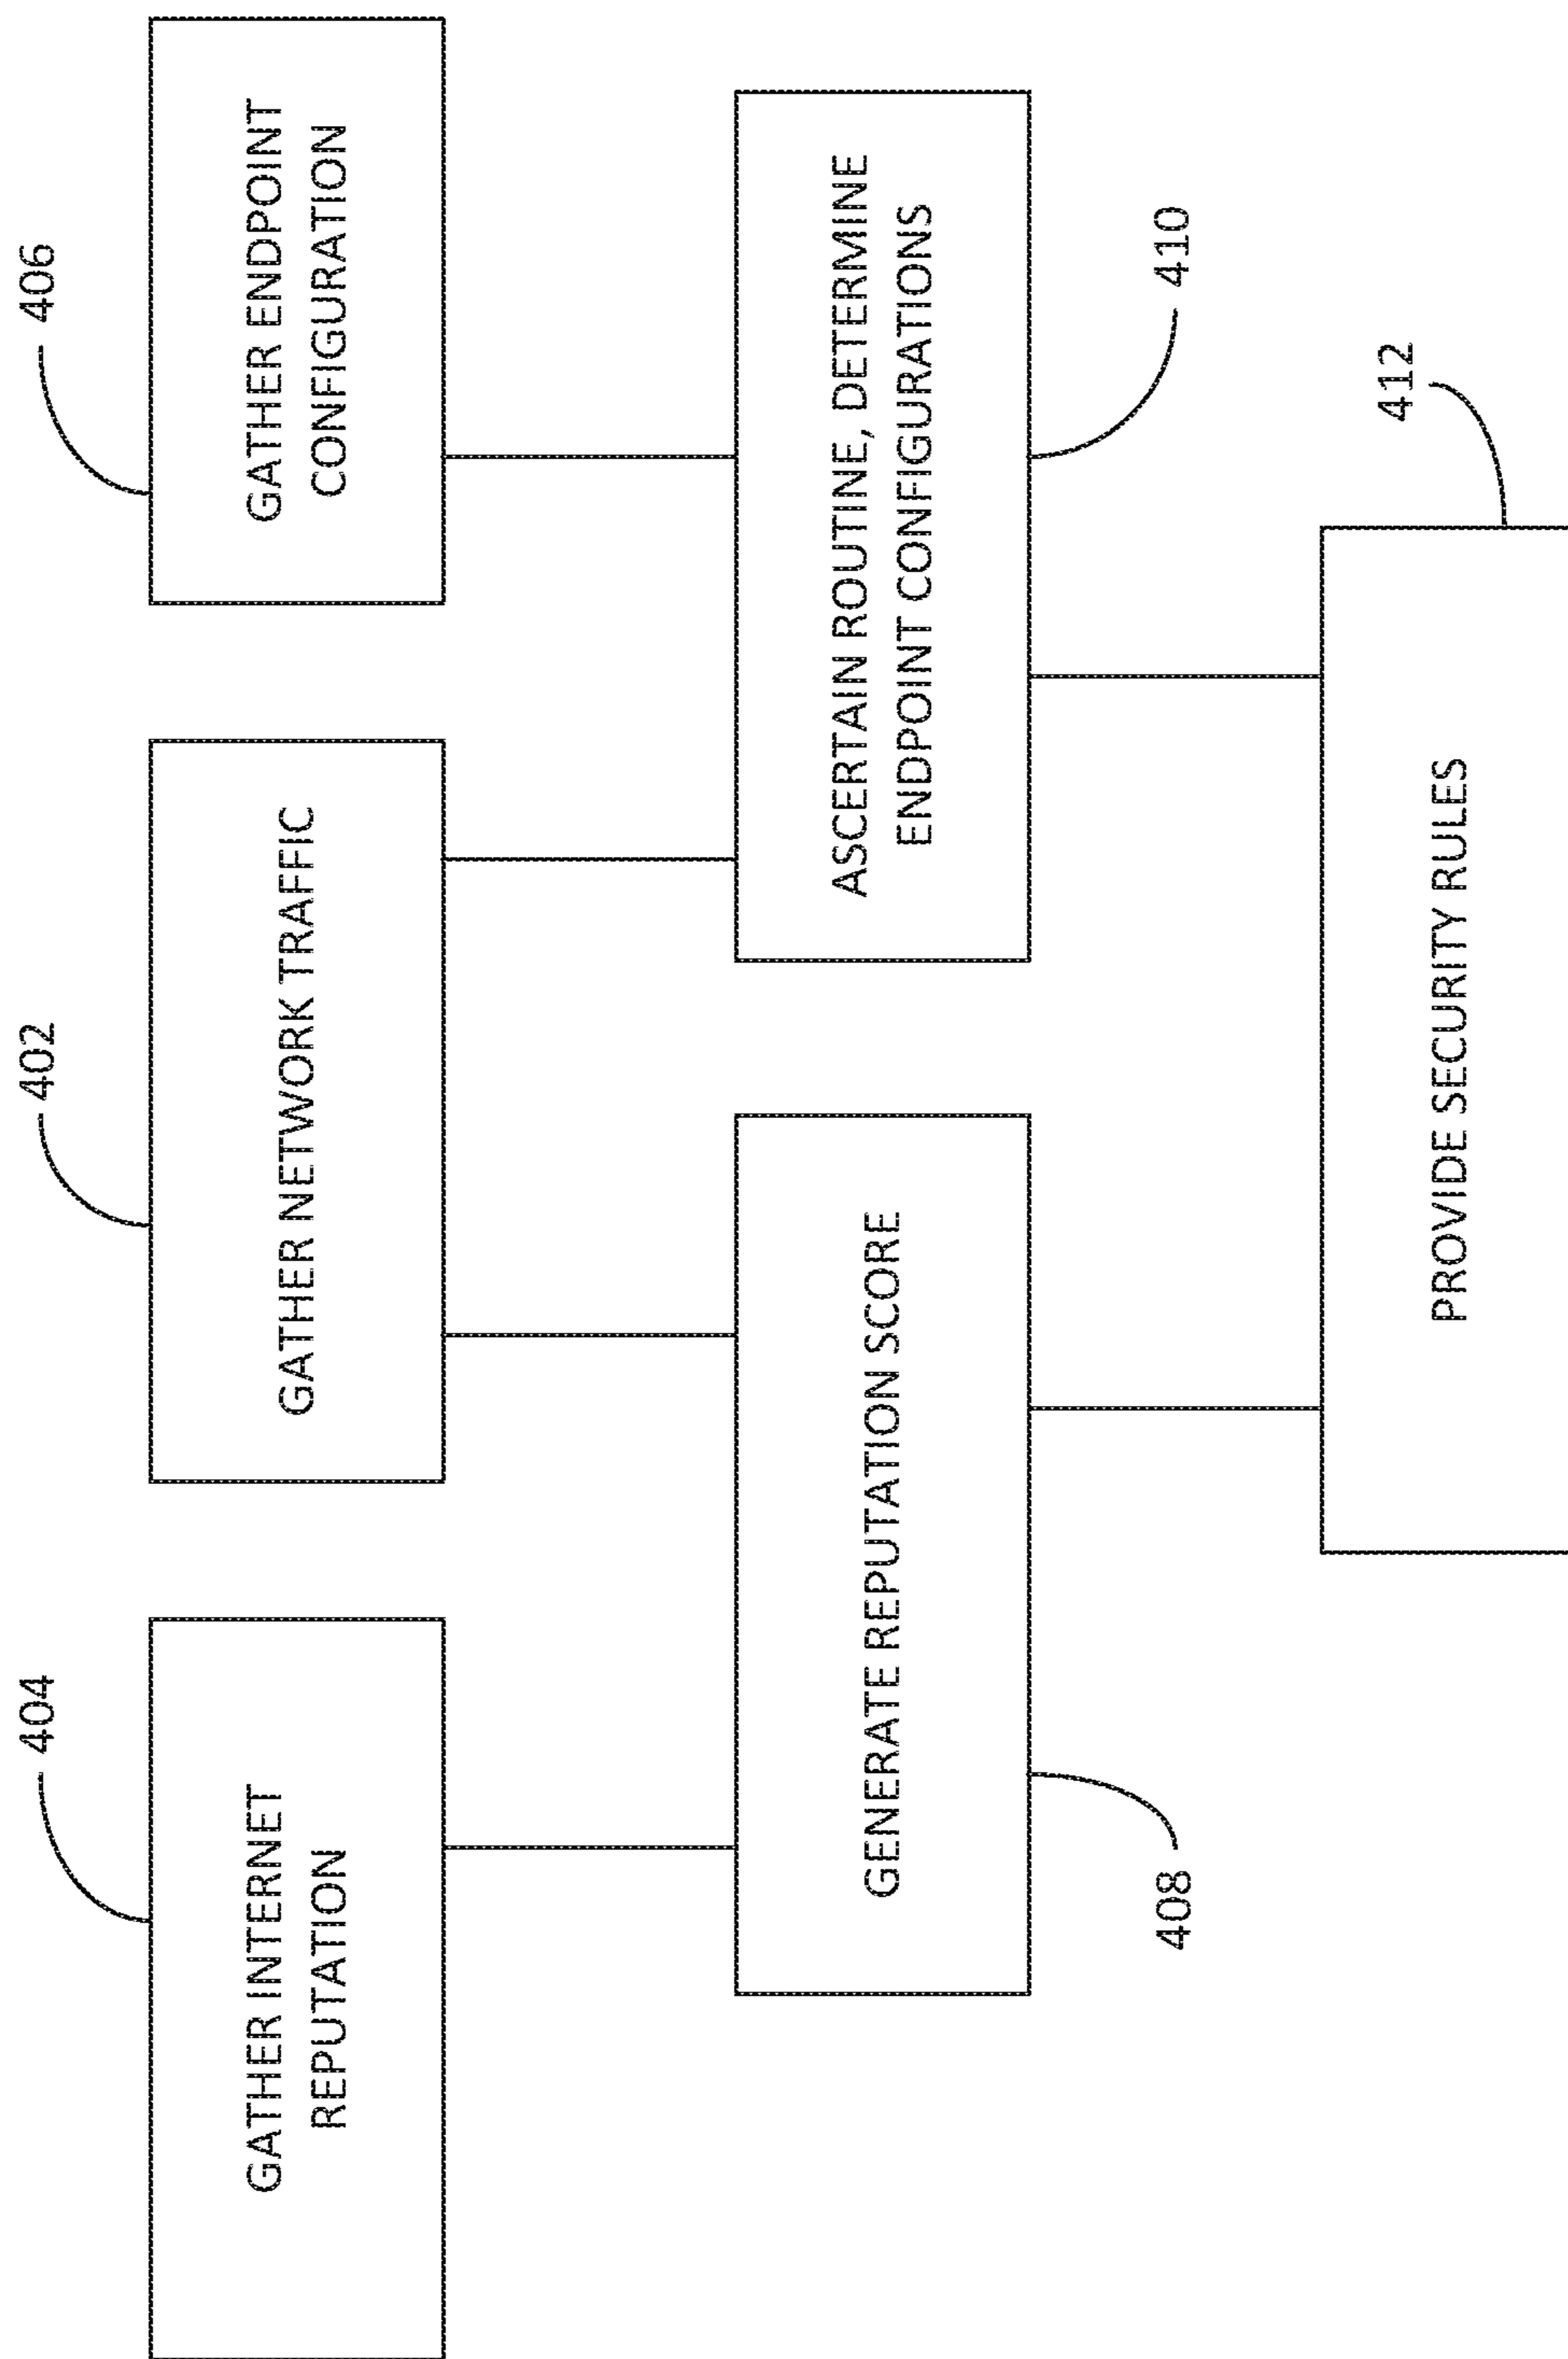 404
402
406
GATHER INTERNET
REPUTATION
GATHER NETWORK TRAFFIC
GATHER ENDPOINT
CONFIGURATION
GENERATE REPUTATION SCORE
ASCERTAIN ROUTINE, DETERMINE
ENDPOINT CONFIGURATIONS
408
410
412
PROVIDE SECURITY RULES